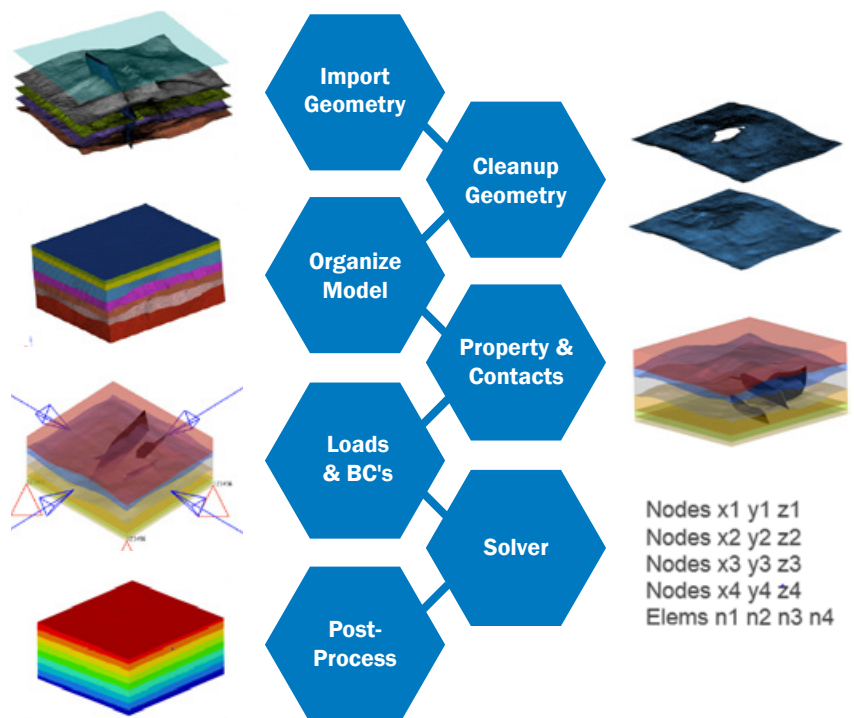 Import
Geometry
Cleanup
Geometry
Organize
Model
Property &
Contacts
Loads
& BC's
Solver
Nodes x1 y1 z1
Nodes x2 y2 z2
Nodes x3 y3 z3
Nodes x4 y4 z4
Elems n1 n2 n3 n4
Post-
Process